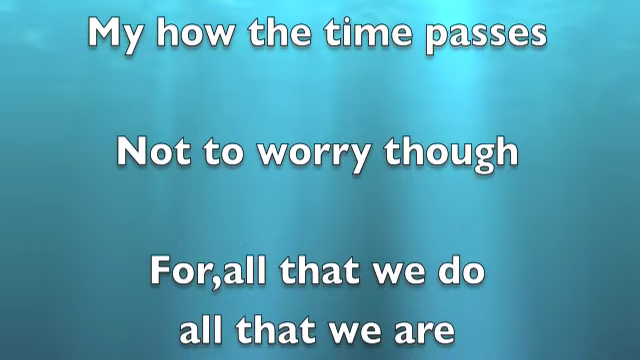 My how the time passes
Not to worry though
For,all that we do
all that we are